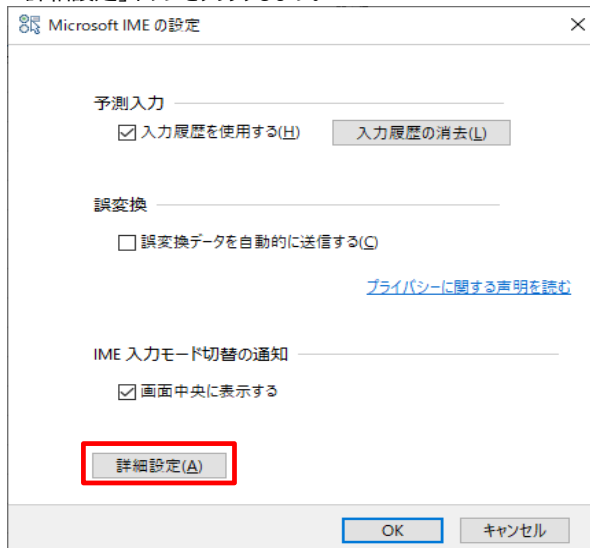 Microsoft IME の設定
予測入力
入力履歴を使用する(H)
入力履歴の消去(L)
誤変換
誤変換データを自動的に送信する(C)
プライバシーに関する声明を読む
IME 入力モード切替の通知
画面中央に表示する
詳細設定(A)
OK
キャンセル